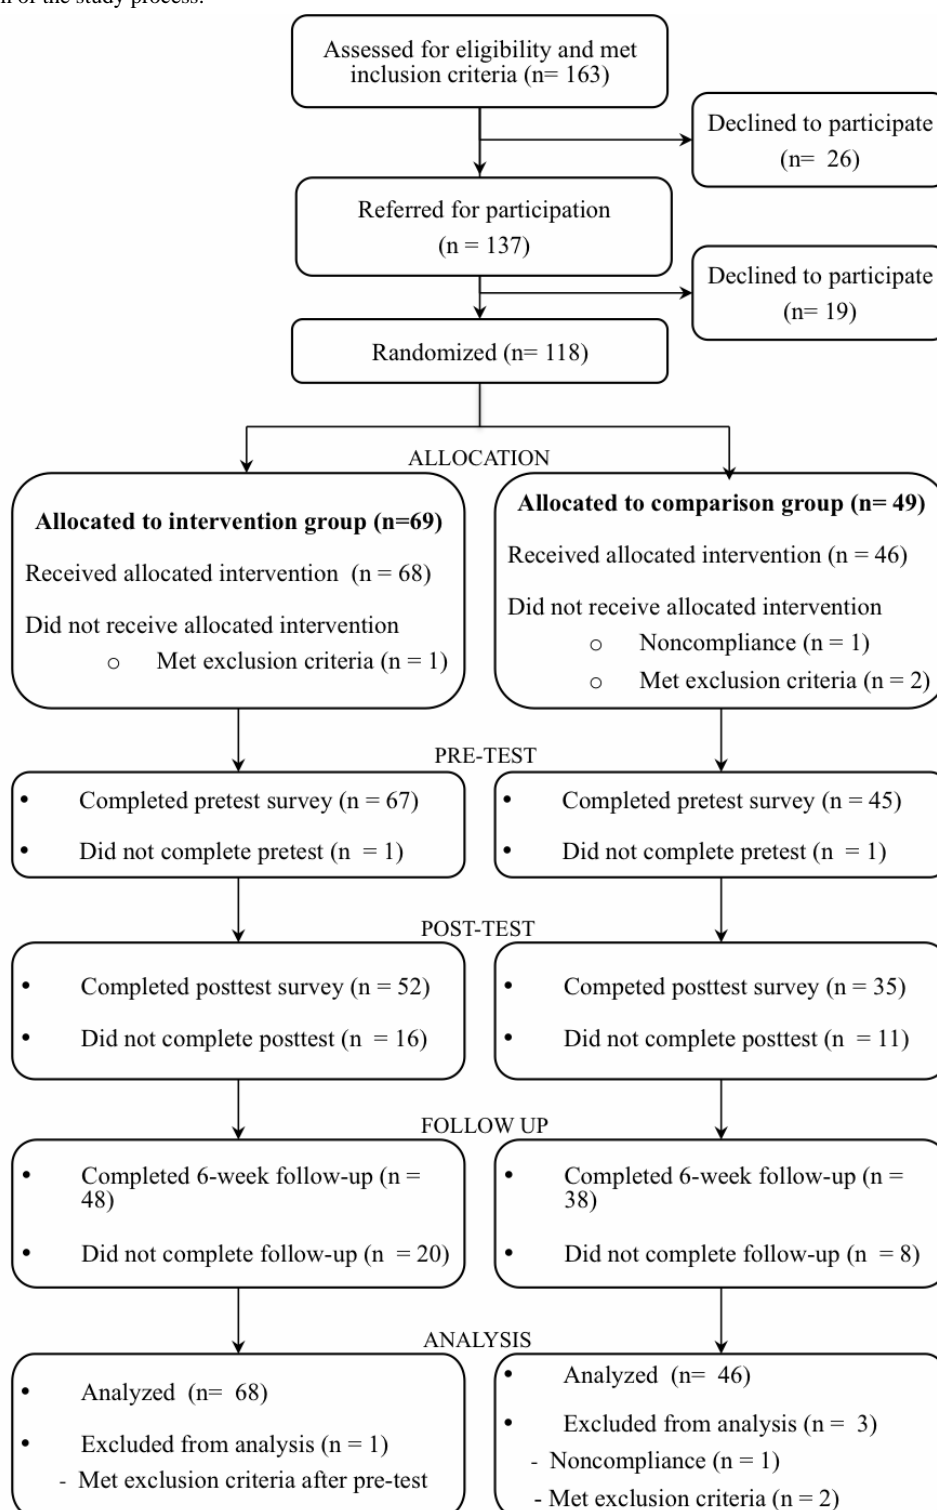 n of the study process.
Assessed for eligibility and met
inclusion criteria (n= 163)
Declined to participate
(n=  26)
Referred for participation
(n = 137)
Declined to participate
(n= 19)
Randomized (n= 118)
ALLOCATION
Allocated to intervention group (n=69)
Received allocated intervention  (n = 68)
Did not receive allocated intervention
o Met exclusion criteria (n = 1)
Allocated to comparison group (n= 49)
Received allocated intervention (n = 46)
Did not receive allocated intervention
o Noncompliance (n = 1)
o Met exclusion criteria (n = 2)
PRE-TEST
• Completed pretest survey (n = 67)
• Did not complete pretest (n  = 1)
• Completed pretest survey (n = 45)
• Did not complete pretest (n  = 1)
POST-TEST
• Completed posttest survey (n = 52)
• Did not complete posttest (n  = 16)
• Competed posttest survey (n = 35)
• Did not complete posttest (n  = 11)
FOLLOW UP
• Completed 6-week follow-up (n =
48)
• Did not complete follow-up (n  = 20)
• Completed 6-week follow-up (n =
38)
• Did not complete follow-up (n  = 8)
ANALYSIS
• Analyzed  (n=  68)
• Excluded from analysis (n = 1)
- Met exclusion criteria after pre-test
• Analyzed  (n=  46)
• Excluded from analysis (n =  3)
- Noncompliance (n = 1)
- Met exclusion criteria (n = 2)